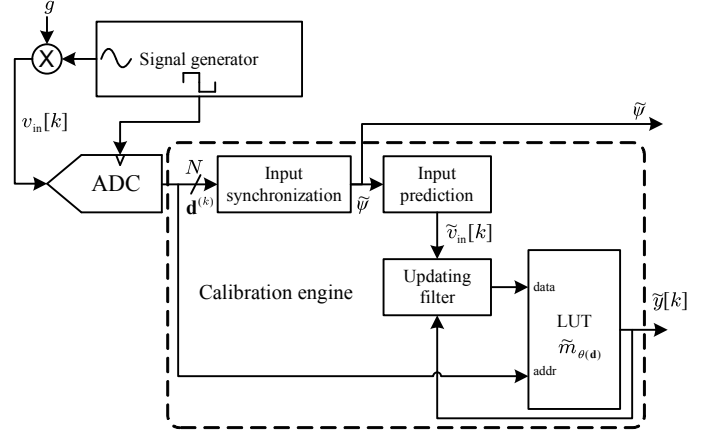 g
X
Signal generator
v_in[k]
ψ̃
ADC
N
d^(k)
Input
synchronization
ψ̃
Input
prediction
ṽ_in[k]
Calibration engine
Updating
filter
data
LUT
m̃_θ(d)
addr
ỹ[k]